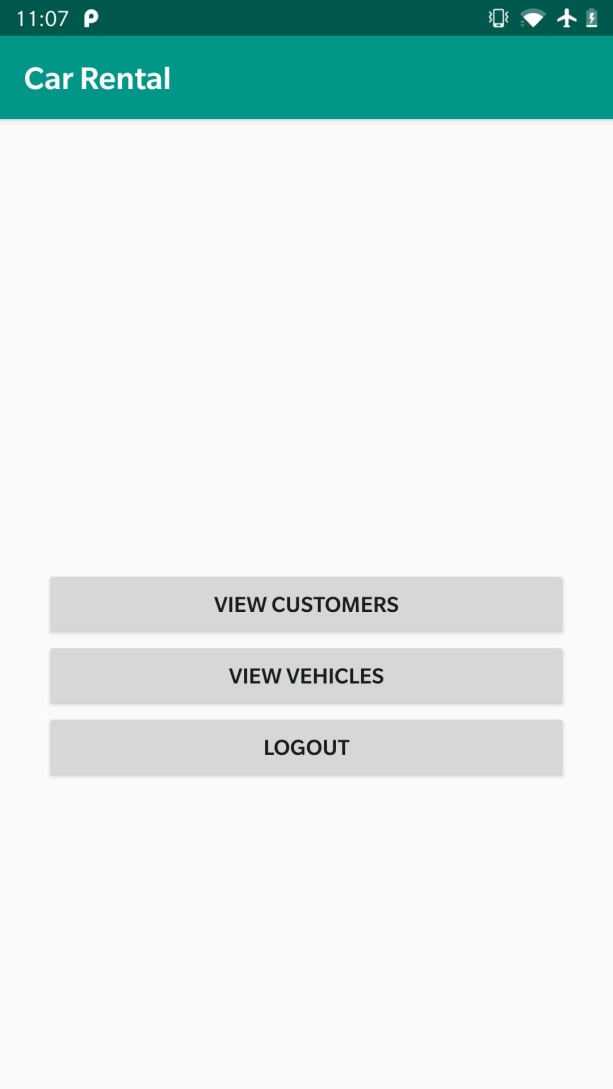 11:07
Car Rental
VIEW CUSTOMERS
VIEW VEHICLES
LOGOUT